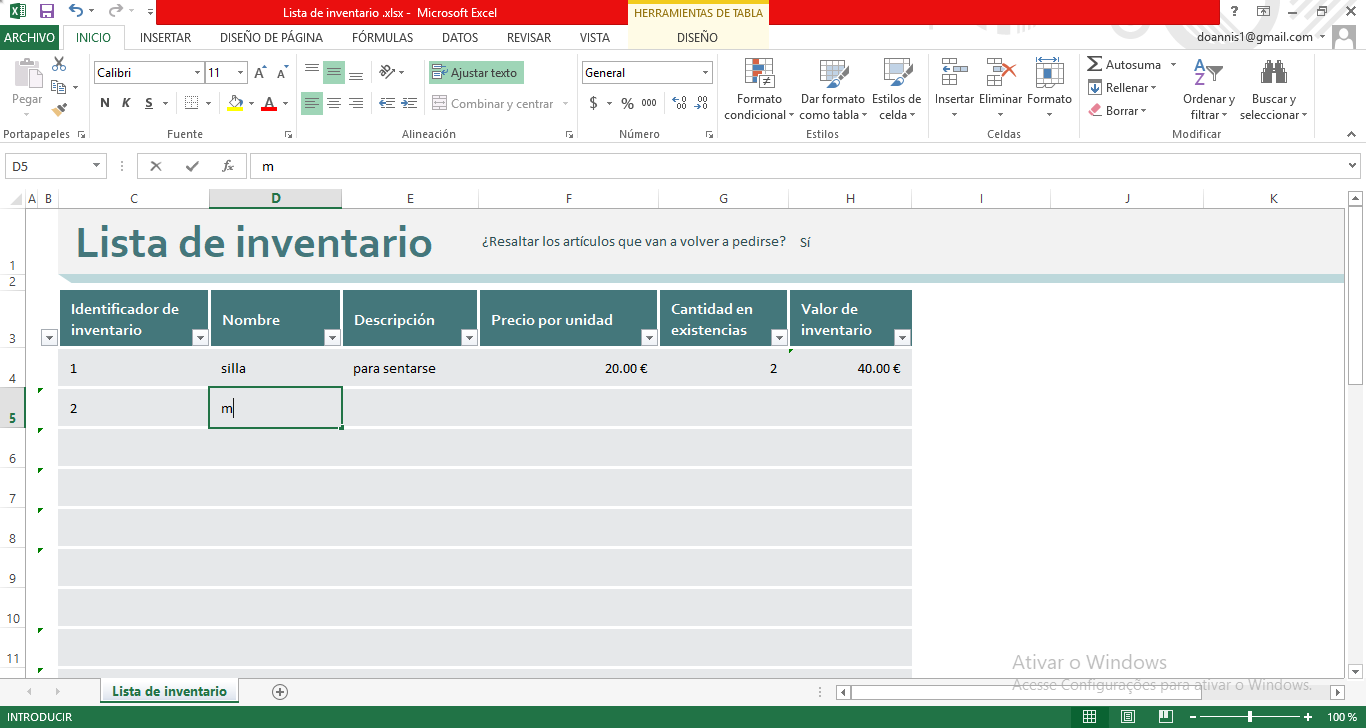 Lista de inventario .xlsx - Microsoft Excel
HERRAMIENTAS DE TABLA
?
ARCHIVO INICIO INSERTAR DISEÑO DE PÁGINA FÓRMULAS DATOS REVISAR VISTA DISEÑO doannis1@gmail.com
Pegar
Portapapeles
Calibri 11
N K S
Fuente
Ajustar texto
Combinar y centrar
Alineación
General
$ % 000
Número
Formato condicional
Dar formato como tabla
Estilos de celda
Estilos
Insertar Eliminar Formato
Celdas
Autosuma
Rellenar
Borrar
Ordenar y filtrar
Buscar y seleccionar
Modificar
D5 fx m
A B C D E F G H I J K
1 Lista de inventario ¿Resaltar los artículos que van a volver a pedirse? Sí
2
3 Identificador de inventario Nombre Descripción Precio por unidad Cantidad en existencias Valor de inventario
4 1 silla para sentarse 20.00 € 2 40.00 €
5 2 m
6
7
8
9
10
11
Ativar o Windows
Acesse Configurações para ativar o Windows.
Lista de inventario
INTRODUCIR 100 %